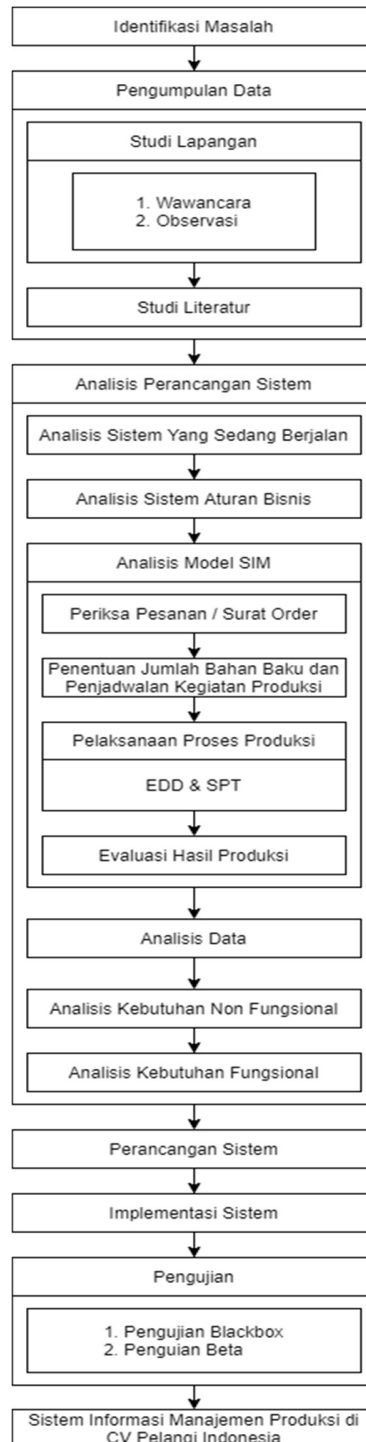 Identifikasi Masalah
Pengumpulan Data
Studi Lapangan
1. Wawancara
2. Observasi
Studi Literatur
Analisis Perancangan Sistem
Analisis Sistem Yang Sedang Berjalan
Analisis Sistem Aturan Bisnis
Analisis Model SIM
Periksa Pesanan / Surat Order
Penentuan Jumlah Bahan Baku dan
Penjadwalan Kegiatan Produksi
Pelaksanaan Proses Produksi
EDD & SPT
Evaluasi Hasil Produksi
Analisis Data
Analisis Kebutuhan Non Fungsional
Analisis Kebutuhan Fungsional
Perancangan Sistem
Implementasi Sistem
Pengujian
1. Pengujian Blackbox
2. Penguian Beta
Sistem Informasi Manajemen Produksi di
CV Pelangi Indonesia